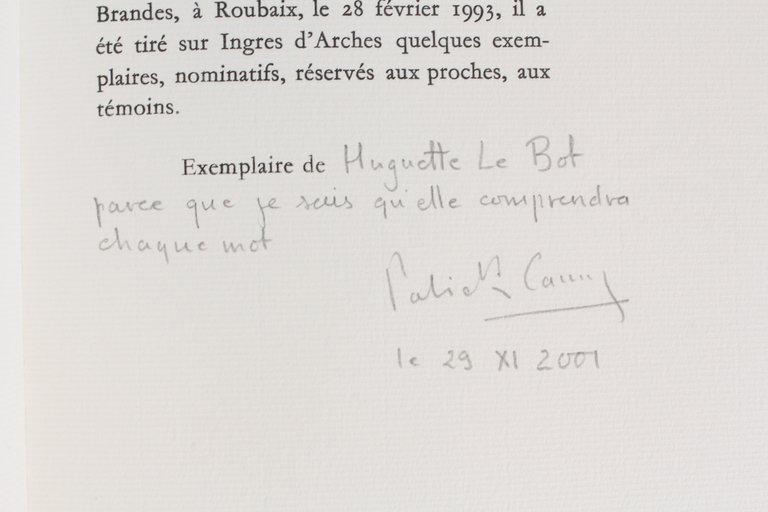 Brandes, à Roubaix, le 28 février 1993, il a
été tiré sur Ingres d'Arches quelques exem-
plaires, nominatifs, réservés aux proches, aux
témoins.
Exemplaire de Huguette Le Bot
parce que je sais qu'elle comprendra
chaque mot
le 29 XI 2001